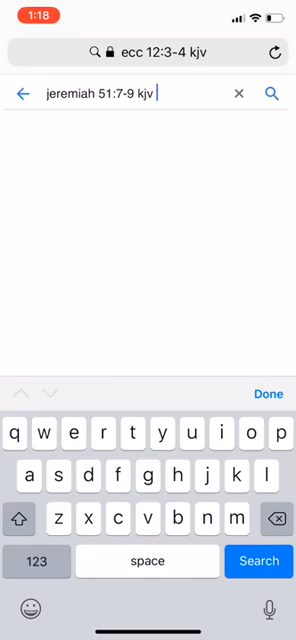 1:18
ecc 12:3-4 kjv
jeremiah 51:7-9 kjv
Done
q w e r t y u i o p
a s d f g h j k l
z x c v b n m
123 space Search